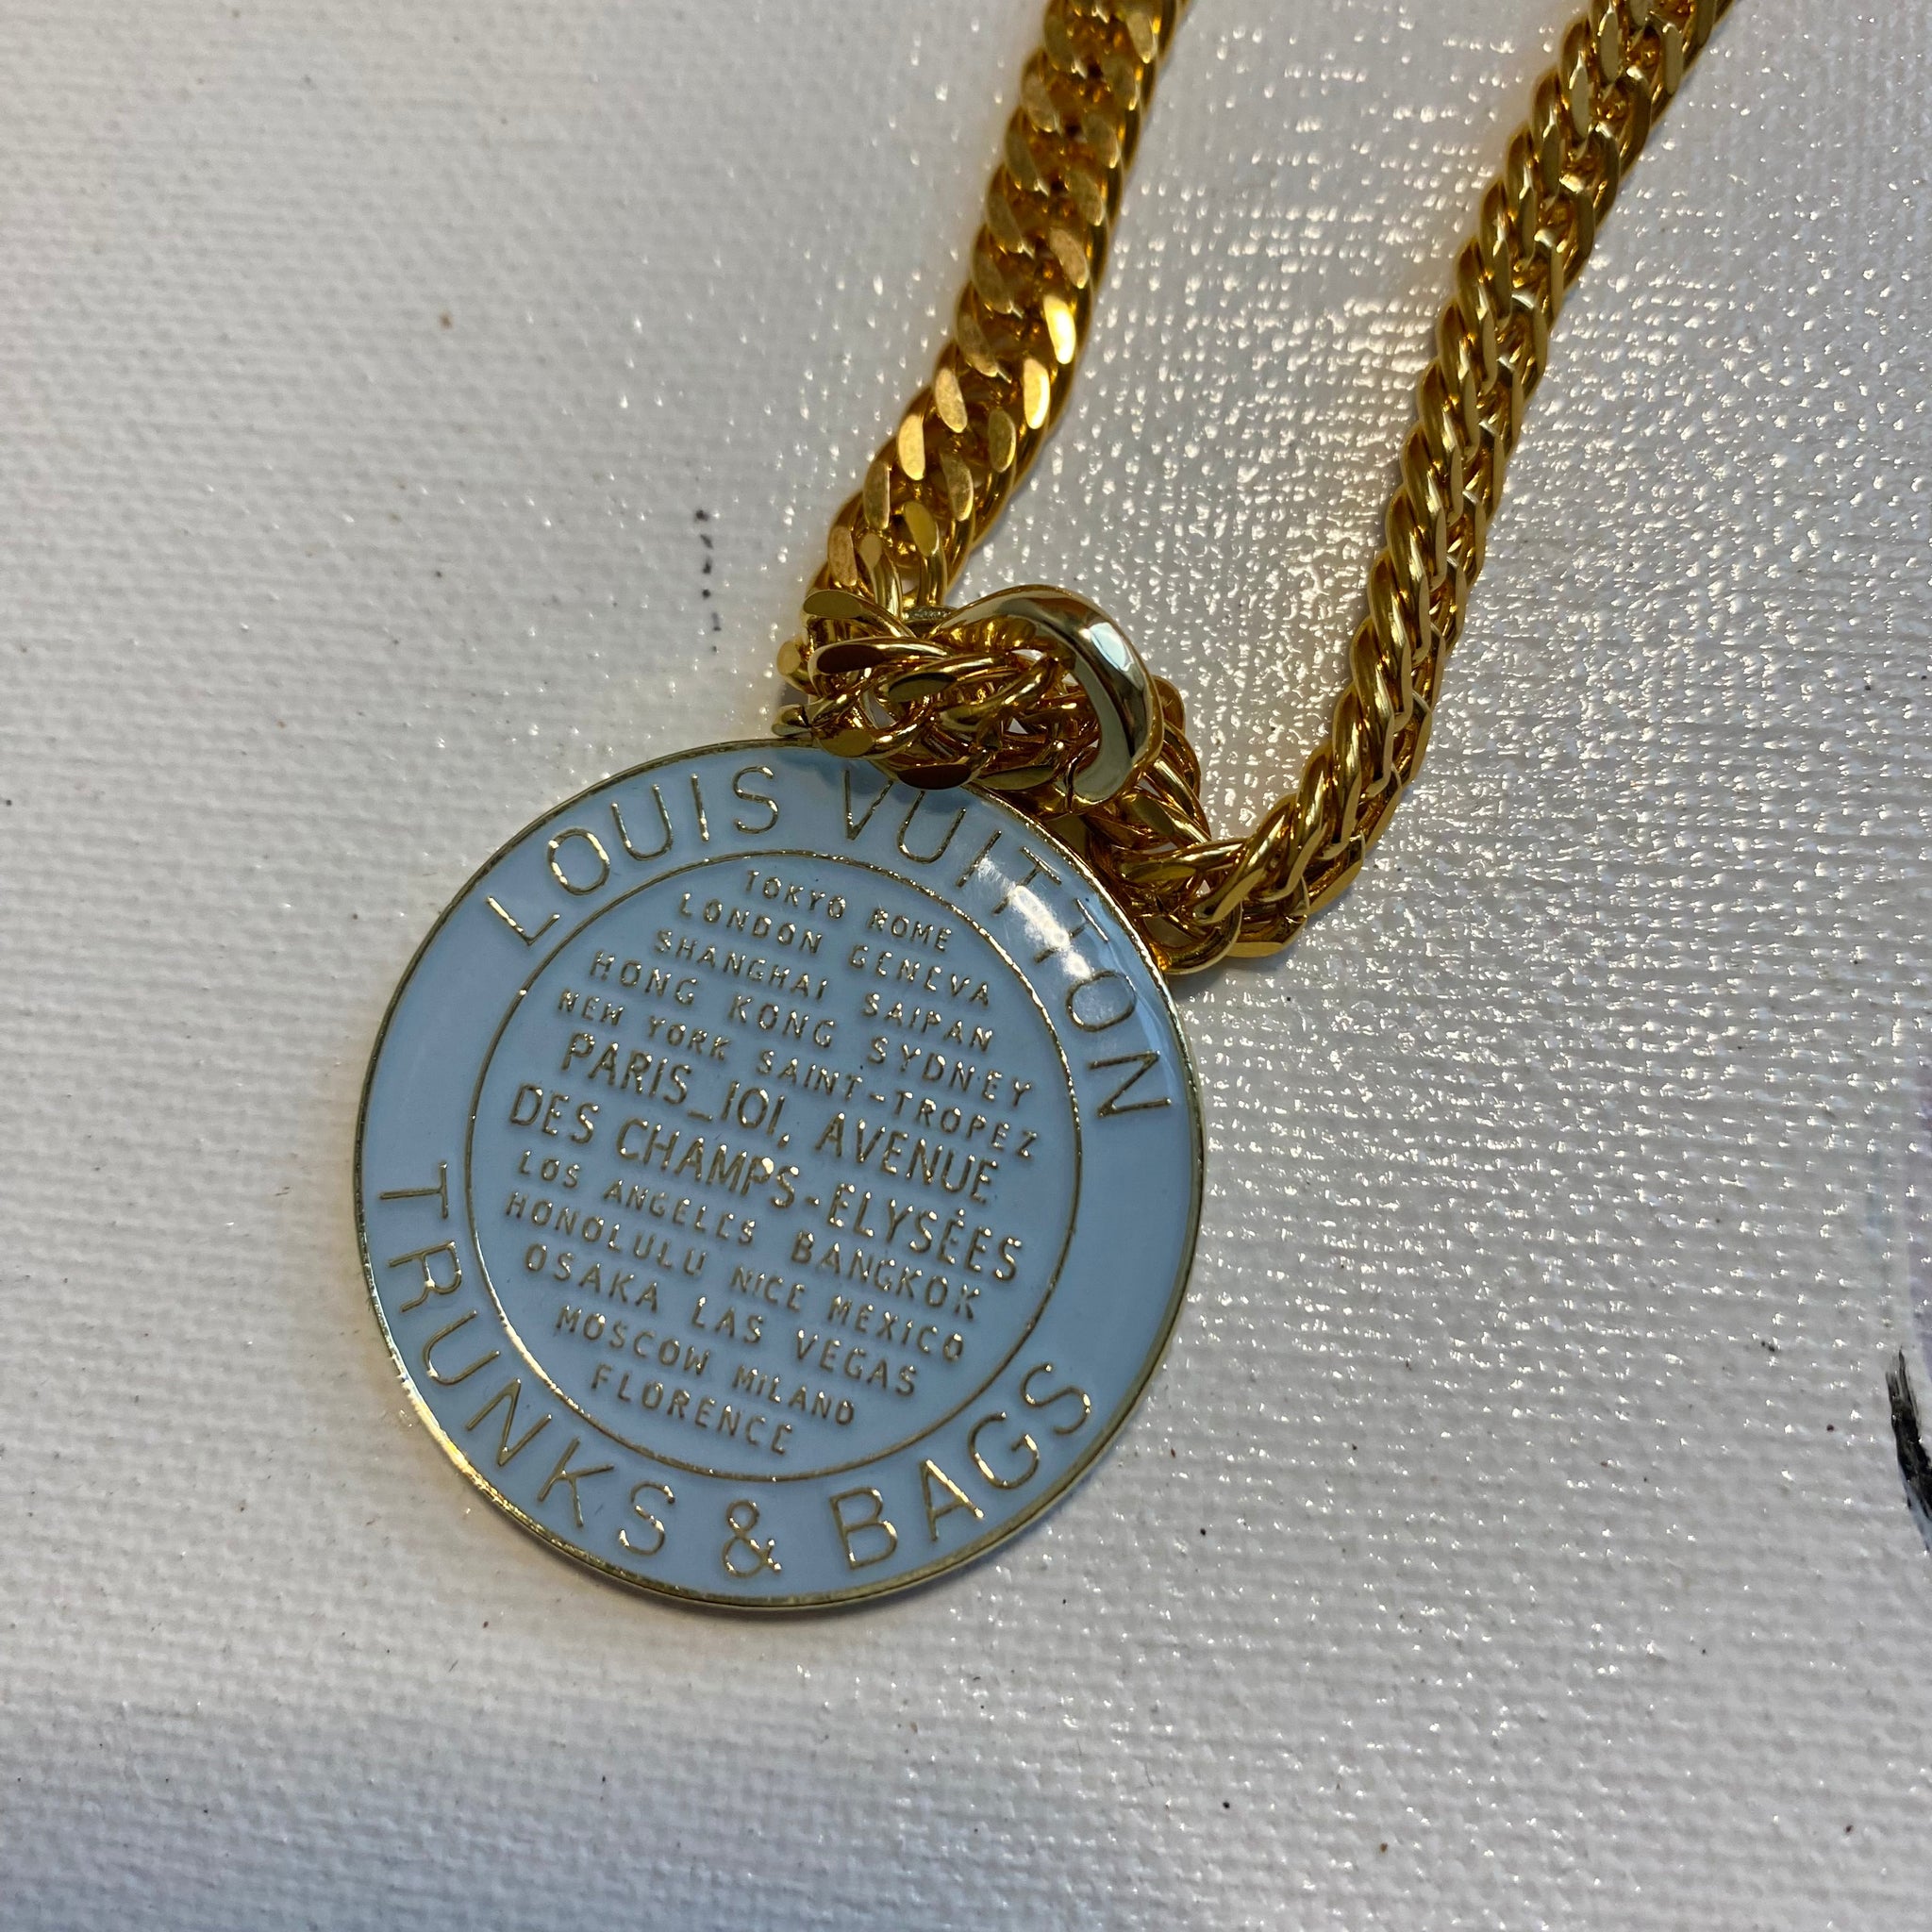 LOUIS VUITTON
TOKYO ROME
LONDON GENEVA
SHANGHAI SAIPAN
HONG KONG SYDNEY
NEW YORK SAINT-TROPEZ
PARIS_101, AVENUE
DES CHAMPS-ELYSÉES
LOS ANGELES BANGKOK
HONOLULU NICE MEXICO
OSAKA LAS VEGAS
MOSCOW MILAND
FLORENCE
TRUNKS & BAGS